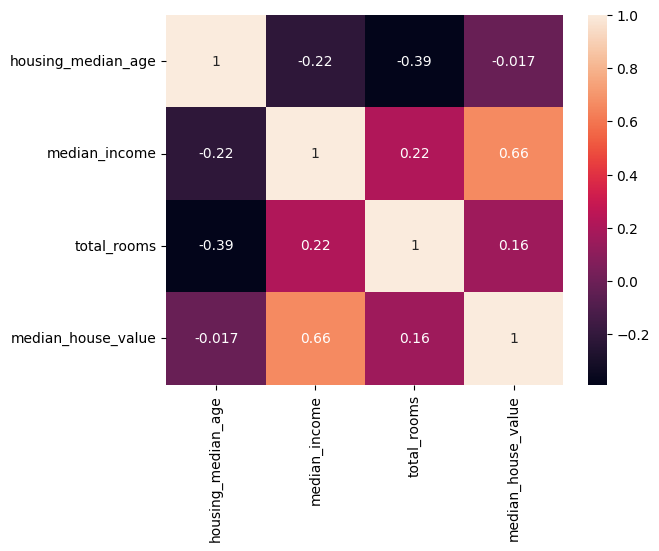 housing_median_age
1
-0.22
-0.39
-0.017
median_income
-0.22
1
0.22
0.66
total_rooms
-0.39
0.22
1
0.16
median_house_value
-0.017
0.66
0.16
1
housing_median_age
median_income
total_rooms
median_house_value
1.0
0.8
0.6
0.4
0.2
0.0
−0.2